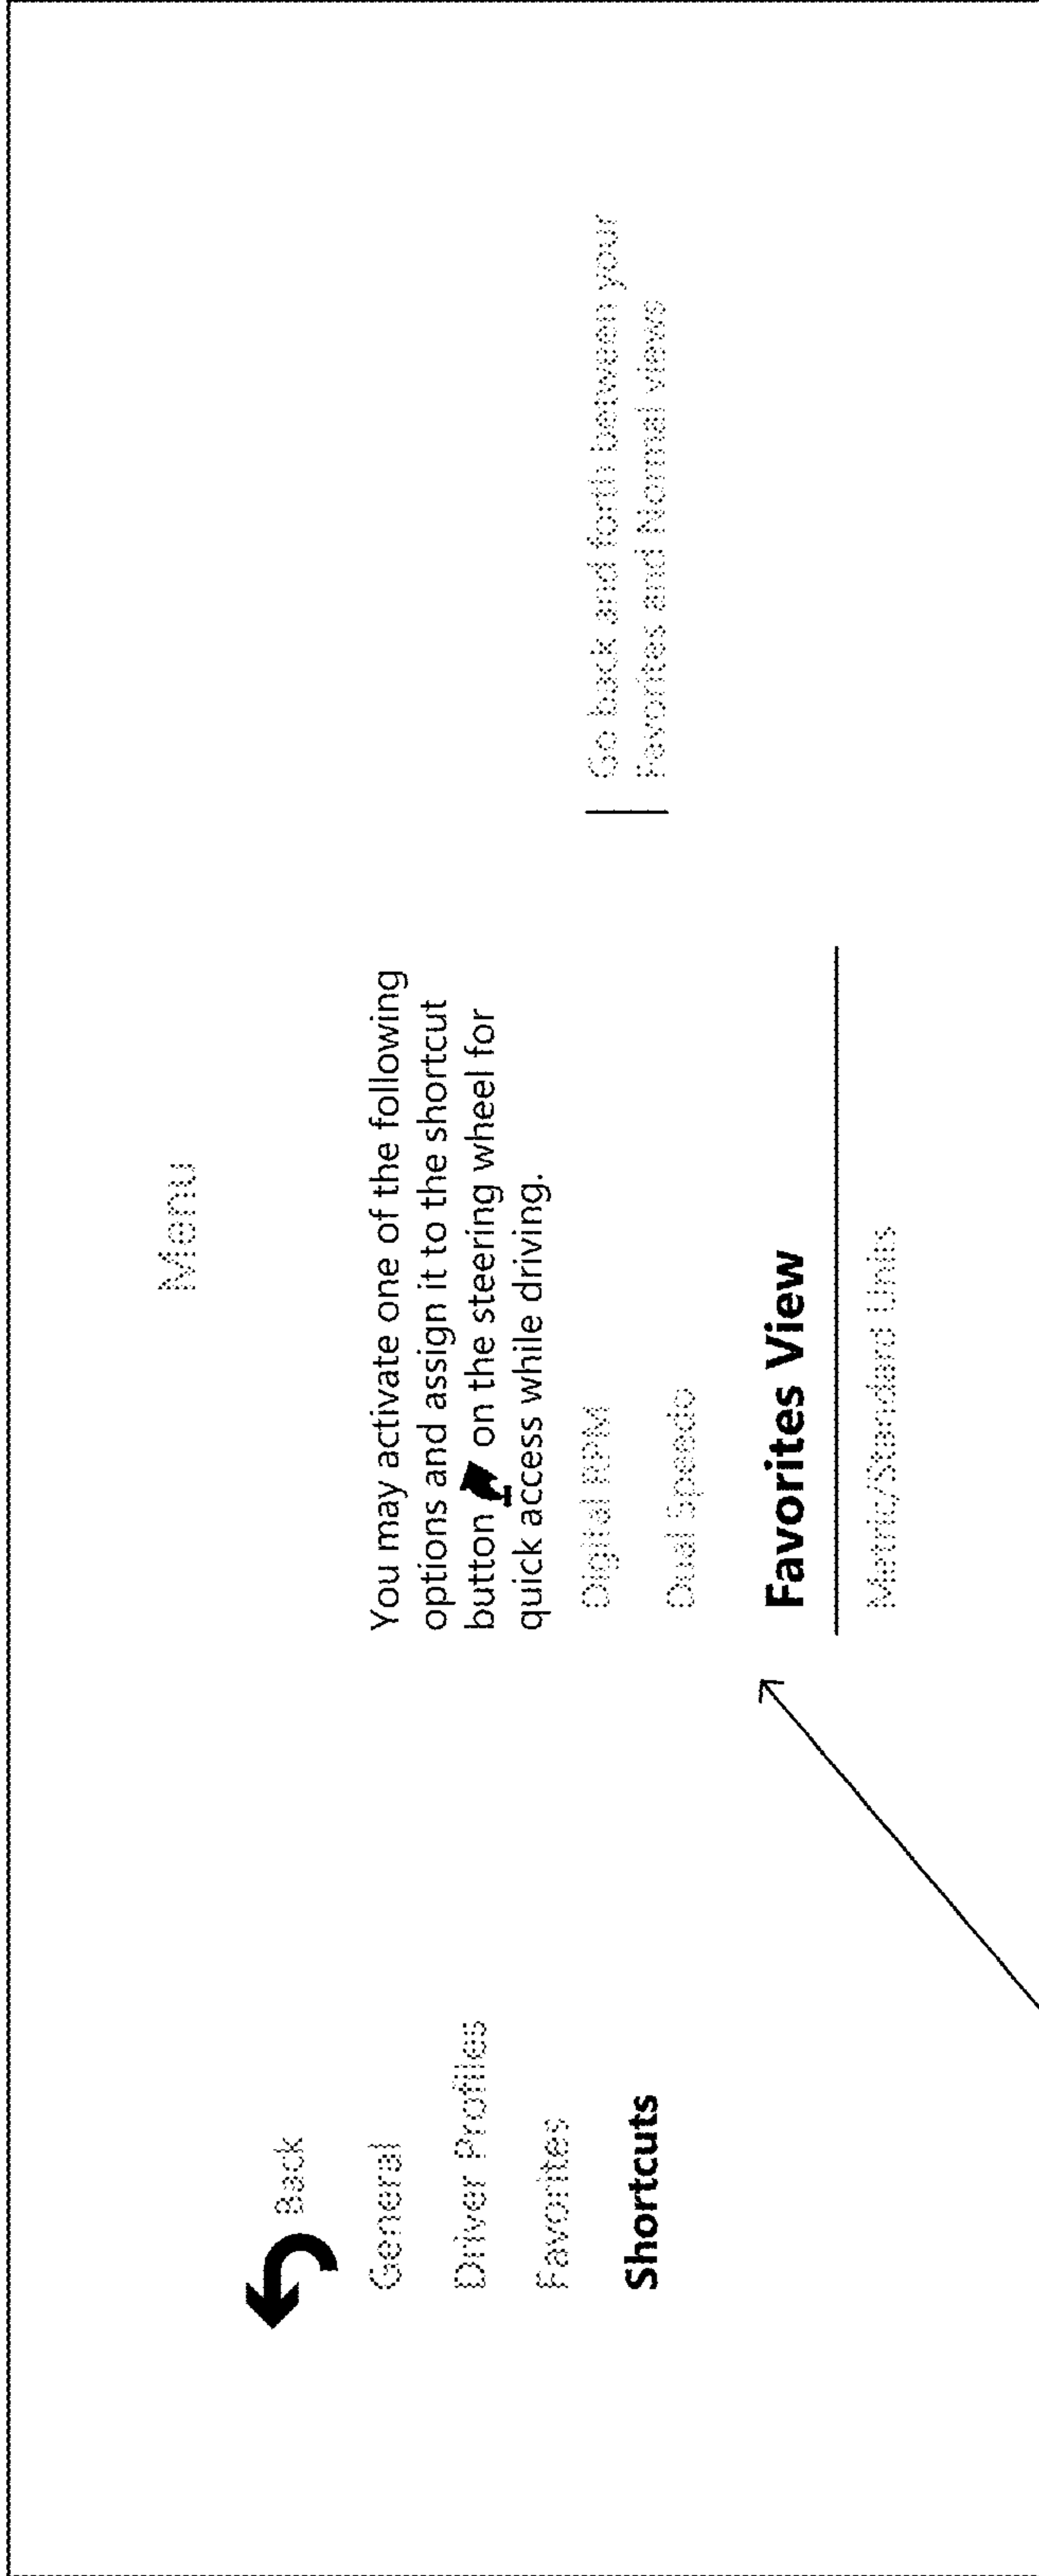 Menu
Back
General
Driver Profiles
Favorites
Shortcuts
You may activate one of the following
options and assign it to the shortcut
button on the steering wheel for
quick access while driving.
Digital RPM
Dual Speedo
Favorites View
Metric/Standard Units
Go back and forth between your
Favorites and Normal views